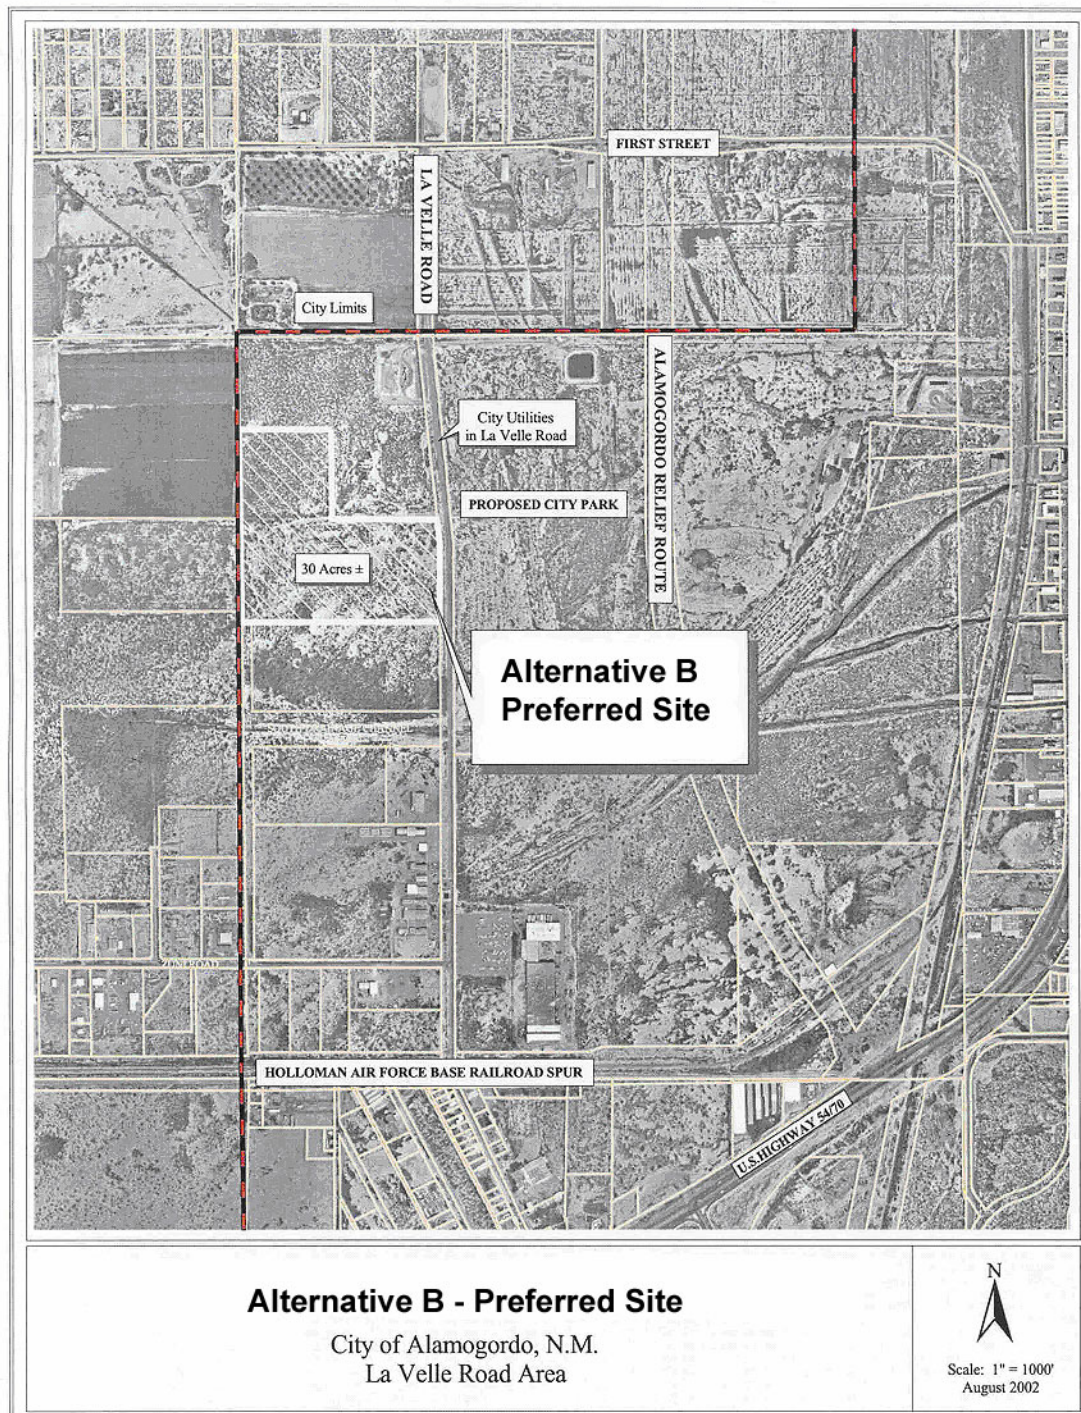 FIRST STREET
LA VELLE ROAD
City Limits
ALAMOGORDO RELIEF ROUTE
City Utilities
in La Velle Road
PROPOSED CITY PARK
30 Acres ±
Alternative B
Preferred Site
ZUNI ROAD
HOLLOMAN AIR FORCE BASE RAILROAD SPUR
U.S.HIGHWAY 54/70
Alternative B - Preferred Site
City of Alamogordo, N.M.
La Velle Road Area
N
Scale: 1" = 1000'
August 2002